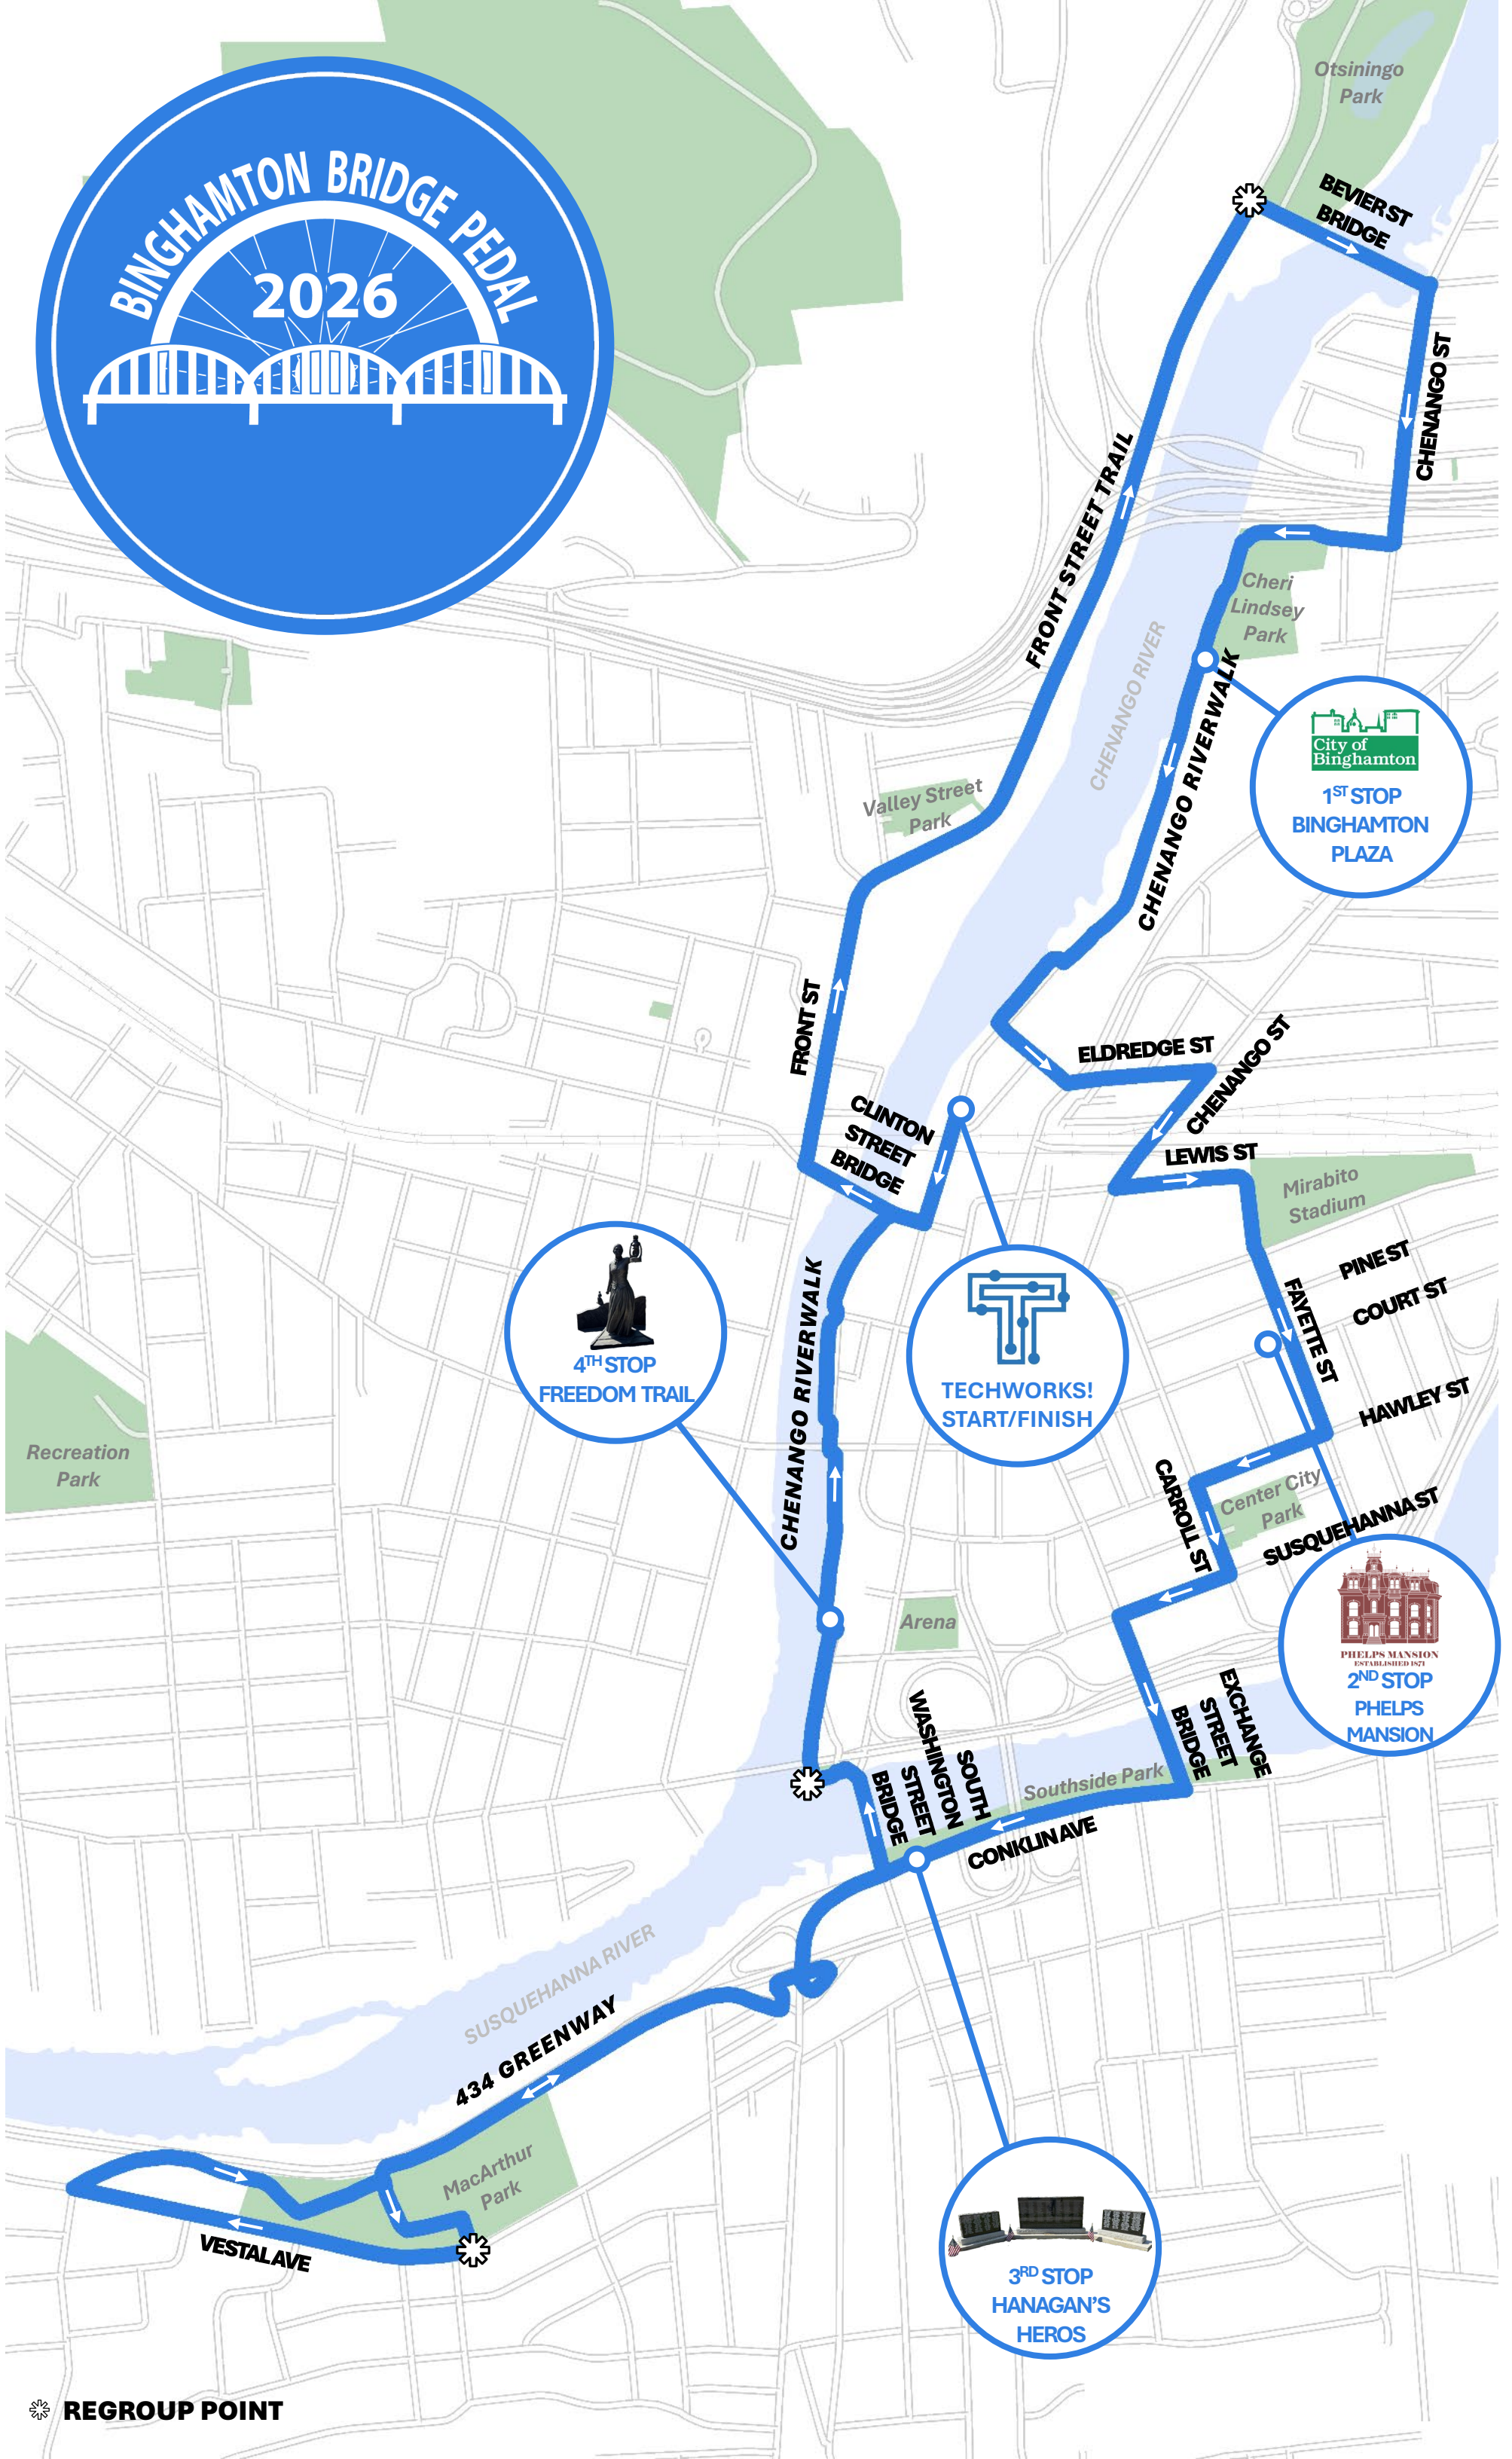 BINGHAMTON BRIDGE PEDAL
2026
Otsiningo
Park
BEVIER ST
BRIDGE
CHENANGO ST
FRONT STREET TRAIL
Cheri
Lindsey
Park
CHENANGO RIVER
CHENANGO RIVERWALK
City of
Binghamton
1ST STOP
BINGHAMTON
PLAZA
Valley Street
Park
FRONT ST
ELDREDGE ST
CHENANGO ST
CLINTON
STREET
BRIDGE
LEWIS ST
Mirabito
Stadium
PINE ST
COURT ST
FAYETTE ST
HAWLEY ST
4TH STOP
FREEDOM TRAIL
CHENANGO RIVERWALK
TECHWORKS!
START/FINISH
Recreation
Park
CARROLL ST
Center City
Park
SUSQUEHANNA ST
PHELPS MANSION
ESTABLISHED 1871
2ND STOP
PHELPS
MANSION
Arena
EXCHANGE
STREET
BRIDGE
SOUTH
WASHINGTON
STREET
BRIDGE
Southside Park
CONKLIN AVE
SUSQUEHANNA RIVER
434 GREENWAY
MacArthur
Park
VESTAL AVE
3RD STOP
HANAGAN'S
HEROS
REGROUP POINT